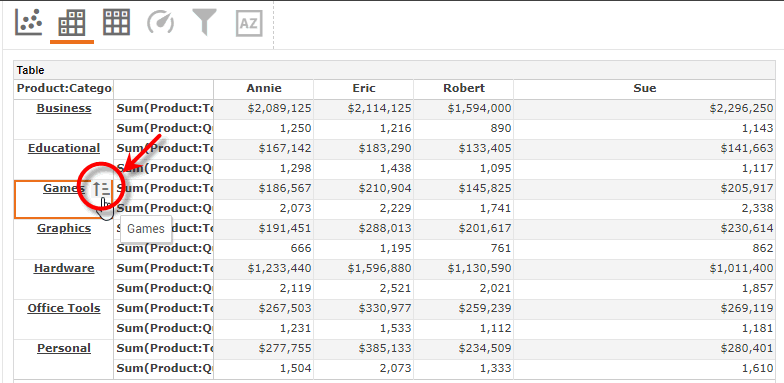 AZ
Table
Product:Catego Annie Eric Robert Sue
Business Sum(Product:To $2,089,125 $2,114,125 $1,594,000 $2,296,250
Sum(Product:Q 1,250 1,216 890 1,143
Educational Sum(Product:To $167,142 $183,290 $133,405 $141,663
Sum(Product:Q 1,298 1,438 1,095 1,117
Games Sum(Product:To $186,567 $210,904 $145,825 $205,917
Sum(Product:Q 2,073 2,229 1,741 2,338
Graphics $191,451 $288,013 $201,617 $230,614
Games
Sum(Product:Q 666 1,195 761 862
Hardware Sum(Product:To $1,233,440 $1,596,880 $1,130,590 $1,011,400
Sum(Product:Q 2,119 2,521 2,021 1,857
Office Tools Sum(Product:To $267,503 $330,977 $259,239 $269,119
Sum(Product:Q 1,231 1,533 1,112 1,181
Personal Sum(Product:To $277,755 $385,133 $234,509 $280,401
Sum(Product:Q 1,504 2,073 1,333 1,610